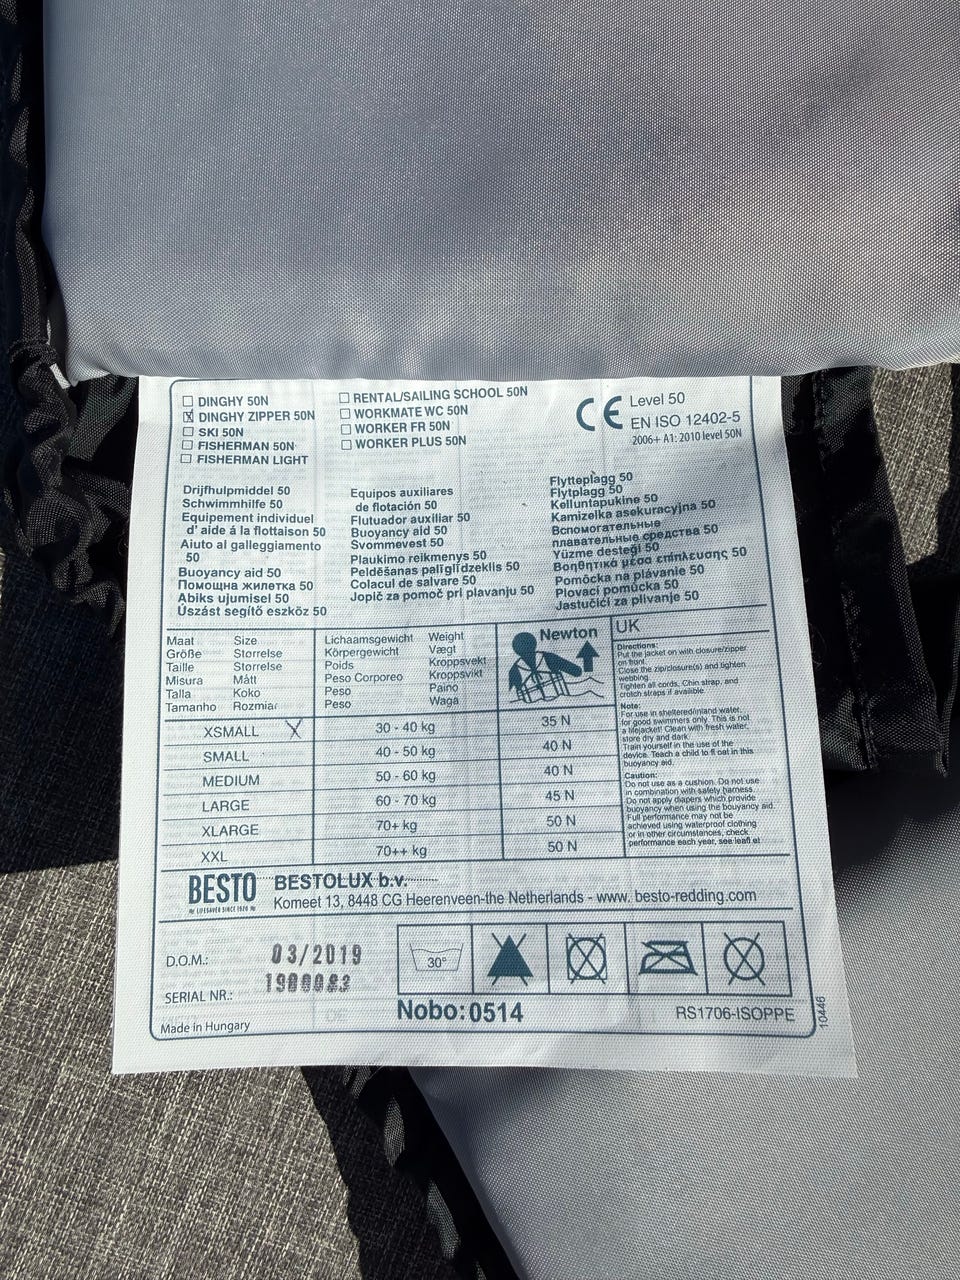 DINGHY 50N
DINGHY ZIPPER 50N
SKI 50N
FISHERMAN 50N
FISHERMAN LIGHT
RENTAL/SAILING SCHOOL 50N
WORKMATE WC 50N
WORKER FR 50N
WORKER PLUS 50N
CE
Level 50
EN ISO 12402-5
2006+ A1: 2010 level 50N
Drijfhulpmiddel 50
Schwimmhilfe 50
Equipement individuel
d' aide á la flottaison 50
Aiuto al galleggiamento
50
Buoyancy aid 50
Помощна жилетка 50
Abiks ujumisel 50
Úszást segítő eszköz 50
Equipos auxiliares
de flotación 50
Flutuador auxiliar 50
Buoyancy aid 50
Svommevest 50
Plaukimo reikmenys 50
Peldēšanas palīglīdzeklis 50
Colacul de salvare 50
Jopič za pomoč pri plavanju 50
Flytteplagg 50
Flytplagg 50
Kelluntapukine 50
Kamizelka asekuracyjna 50
Вспомогательные
плавательные средства 50
Yüzme desteği 50
Βοηθητικά μέσα επίπλευσης 50
Pomôcka na plávanie 50
Plovací pomůcka 50
Jastučići za plivanje 50
Maat Size
Größe Størrelse
Taille Størrelse
Misura Mått
Talla Koko
Tamanho Rozmiar
Lichaamsgewicht Weight
Körpergewicht Vægt
Poids Kroppsvekt
Peso Corporeo Kroppsvikt
Peso Paino
Peso Waga
Newton
XSMALL X 30 - 40 kg 35 N
SMALL 40 - 50 kg 40 N
MEDIUM 50 - 60 kg 40 N
LARGE 60 - 70 kg 45 N
XLARGE 70+ kg 50 N
XXL 70++ kg 50 N
UK
Directions:
Put the jacket on with closure/zipper
on front.
Close the zip/closure(s) and tighten
webbing.
Tighten all cords, Chin strap, and
crotch straps if available.
Note:
For use in sheltered/inland water,
for good swimmers only. This is not
a lifejacket! Clean with fresh water,
store dry and dark.
Train yourself in the use of the
device. Teach a child to fl oat in this
buoyancy aid.
Caution:
Do not use as a cushion. Do not use
in combination with safety harness.
Do not apply diapers which provide
buoyancy when using the bouyancy aid.
Full performance may not be
achieved using waterproof clothing
or in other circumstances, check
performance each year, see leafl et
BESTO
LIFESAVER SINCE 1976
BESTOLUX b.v.
Komeet 13, 8448 CG Heerenveen-the Netherlands - www. besto-redding.com
D.O.M.: 03/2019
SERIAL NR.:
30°
Nobo: 0514
RS1706-ISOPPE
Made in Hungary
10446